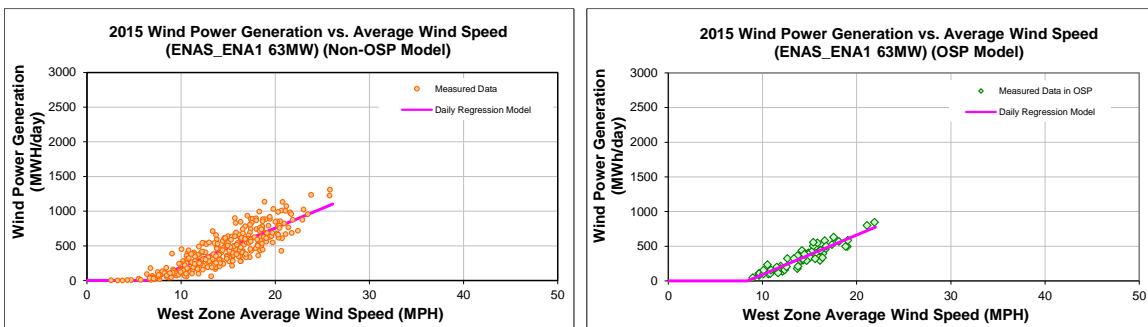 2015 Wind Power Generation vs. Average Wind Speed
(ENAS_ENA1 63MW) (Non-OSP Model)
Wind Power Generation
(MWH/day)
3000
2500
2000
1500
1000
500
0
Measured Data
Daily Regression Model
0 10 20 30 40 50
West Zone Average Wind Speed (MPH)
2015 Wind Power Generation vs. Average Wind Speed
(ENAS_ENA1 63MW) (OSP Model)
Wind Power Generation
(MWh/day)
3000
2500
2000
1500
1000
500
0
Measured Data in OSP
Daily Regression Model
0 10 20 30 40 50
West Zone Average Wind Speed (MPH)